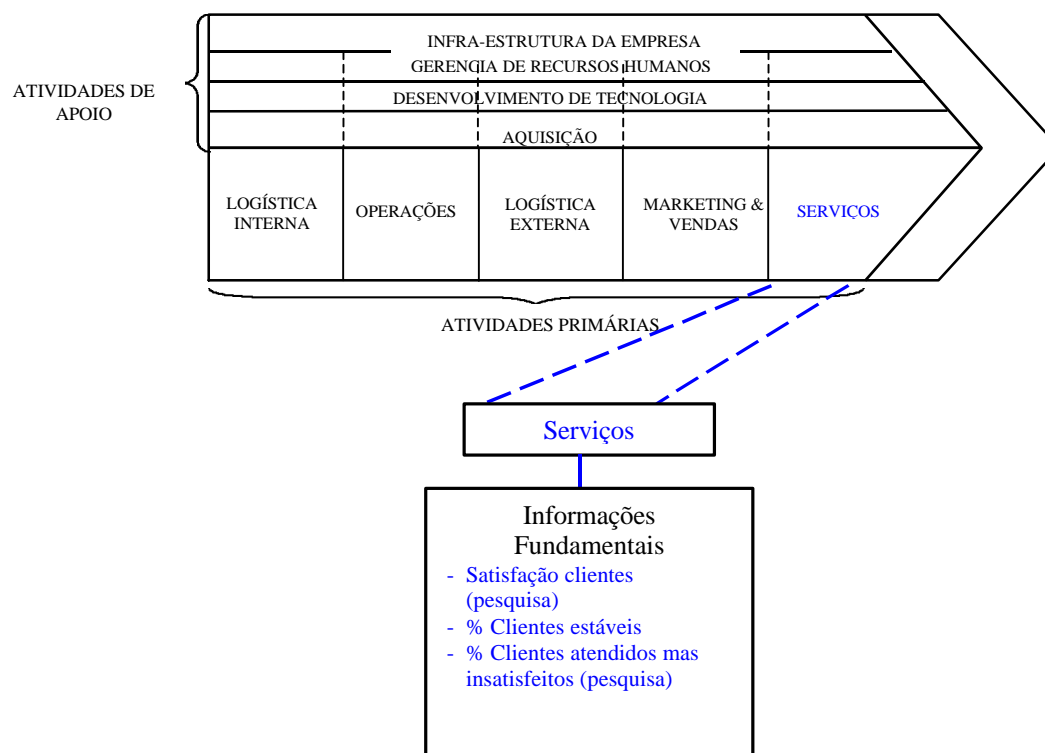 INFRA-ESTRUTURA DA EMPRESA
GERENCIA DE RECURSOS HUMANOS
DESENVOLVIMENTO DE TECNOLOGIA
AQUISIÇÃO
ATIVIDADES DE
APOIO
LOGÍSTICA
INTERNA
OPERAÇÕES
LOGÍSTICA
EXTERNA
MARKETING &
VENDAS
SERVIÇOS
ATIVIDADES PRIMÁRIAS
Serviços
Informações
Fundamentais
- Satisfação clientes
(pesquisa)
- % Clientes estáveis
- % Clientes atendidos mas
insatisfeitos (pesquisa)